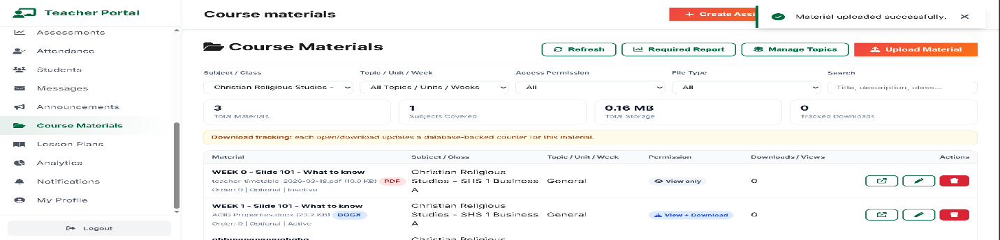 Teacher Portal
Assessments
Attendance
Students
Messages
Announcements
Course Materials
Lesson Plans
Analytics
Notifications
My Profile
Logout
Course materials
+ Create Assi
Material uploaded successfully.
Course Materials
Refresh
Required Report
Manage Topics
Upload Material
Subject / Class
Topic / Unit / Week
Access Permission
File Type
Search
Christian Religious Studies -
All Topics / Units / Weeks
All
All
Title, description, class...
3
Total Materials
1
Subjects Covered
0.16 MB
Total Storage
0
Tracked Downloads
Download tracking: each open/download updates a database-backed counter for this material.
Material
Subject / Class
Topic / Unit / Week
Permission
Downloads / Views
Actions
WEEK 0 - Slide 101 - What to know
teacher-timetable-2026-03-18.pdf (10.9 KB) PDF
Order: 0 | Optional | Inactive
Christian Religious
Studies - SHS 1 Business
A
General
View only
0
WEEK 1 - Slide 101 - What to know
ACID Properties.docx (23.2 KB) DOCX
Order: 0 | Optional | Active
Christian Religious
Studies - SHS 1 Business
A
General
View + Download
0
Christian Religious